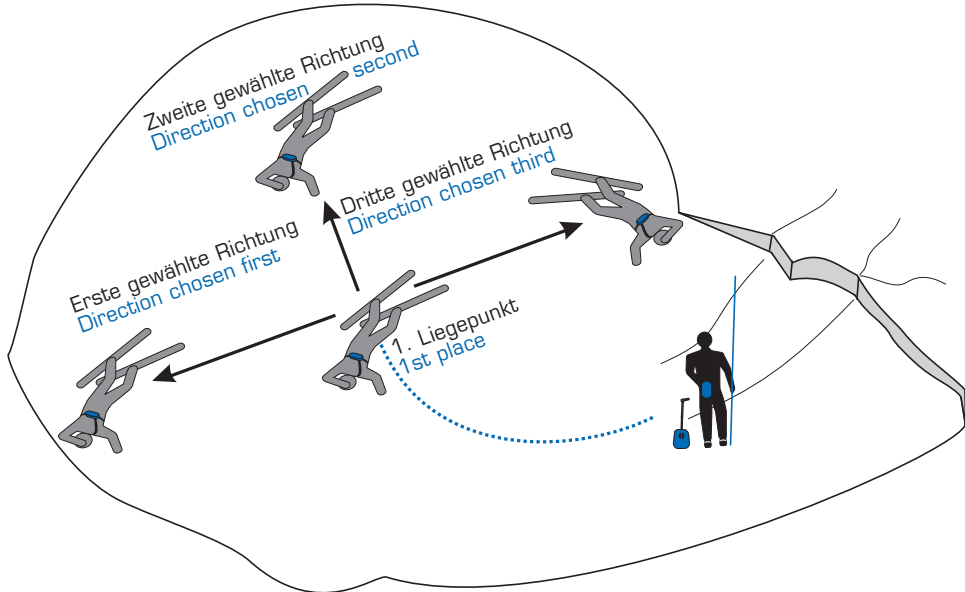 Zweite gewählte Richtung
Direction chosen second
Dritte gewählte Richtung
Direction chosen third
Erste gewählte Richtung
Direction chosen first
1. Liegepunkt
1st place